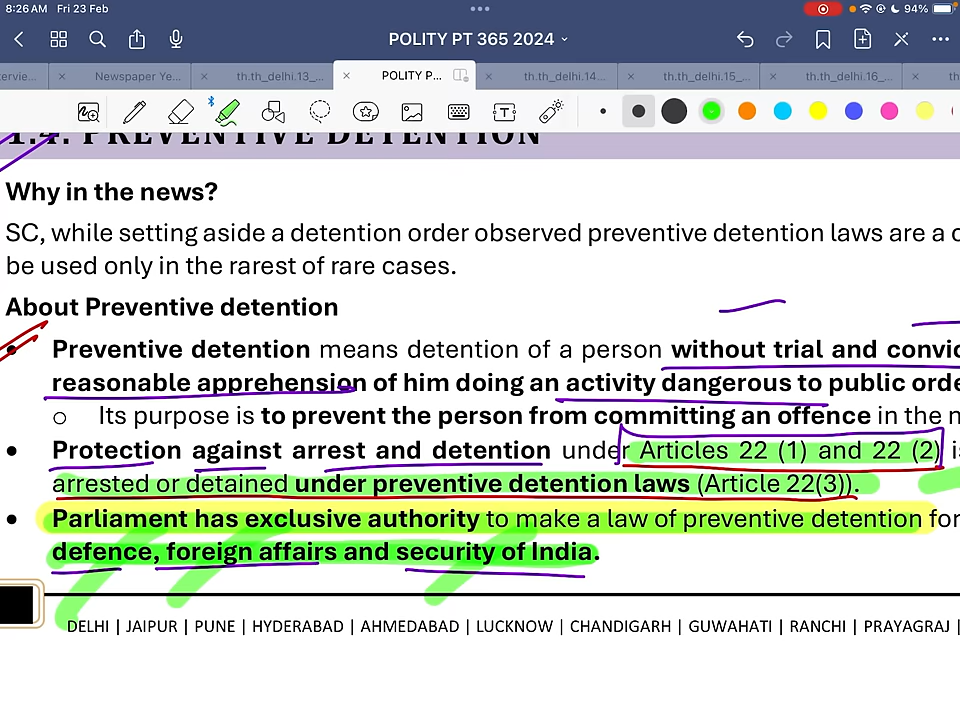 8:26 AM Fri 23 Feb
94%
POLITY PT 365 2024
Newspaper Ye...
th.th_delhi.13_...
POLITY P...
th.th_delhi.14...
th.th_delhi.15_...
th.th_delhi.16_...
1.4. PREVENTIVE DETENTION
Why in the news?
SC, while setting aside a detention order observed preventive detention laws are a
be used only in the rarest of rare cases.
About Preventive detention
• Preventive detention means detention of a person without trial and
reasonable apprehension of him doing an activity dangerous to public
o Its purpose is to prevent the person from committing an offence in the
• Protection against arrest and detention under Articles 22 (1) and 22 (2)
arrested or detained under preventive detention laws (Article 22(3)).
• Parliament has exclusive authority to make a law of preventive detention
defence, foreign affairs and security of India.
DELHI | JAIPUR | PUNE | HYDERABAD | AHMEDABAD | LUCKNOW | CHANDIGARH | GUWAHATI | RANCHI | PRAYAGRAJ |